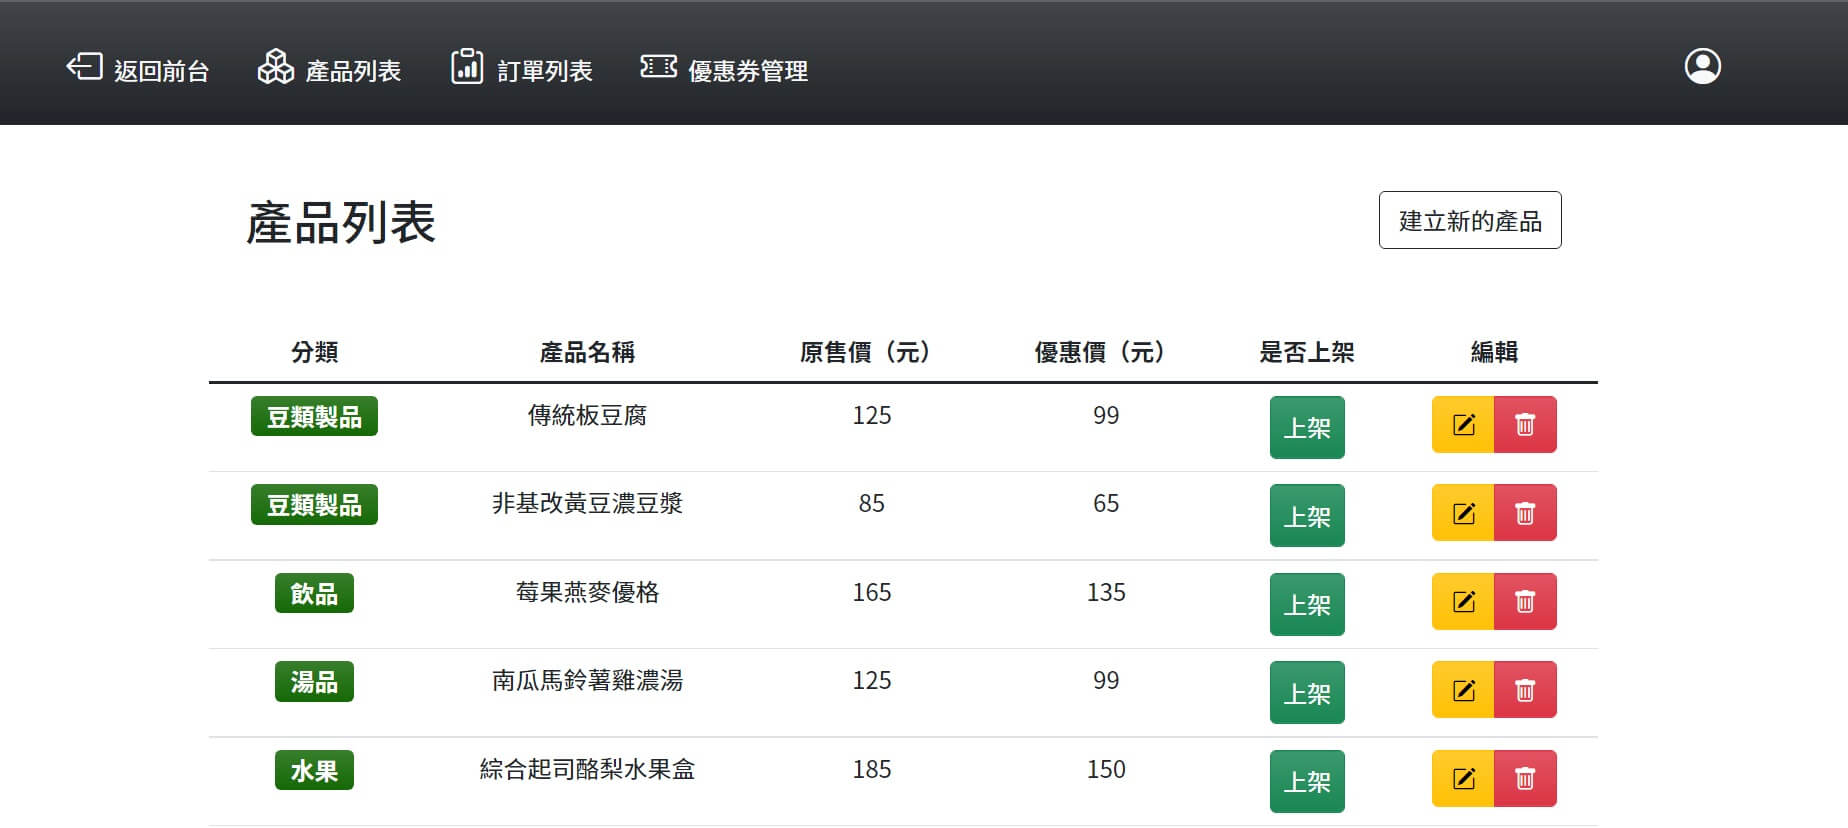 返回前台 產品列表 訂單列表 優惠券管理
產品列表 建立新的產品
分類 產品名稱 原售價（元） 優惠價（元） 是否上架 編輯
豆類製品 傳統板豆腐 125 99 上架
豆類製品 非基改黃豆濃豆漿 85 65 上架
飲品 莓果燕麥優格 165 135 上架
湯品 南瓜馬鈴薯雞濃湯 125 99 上架
水果 綜合起司酪梨水果盒 185 150 上架